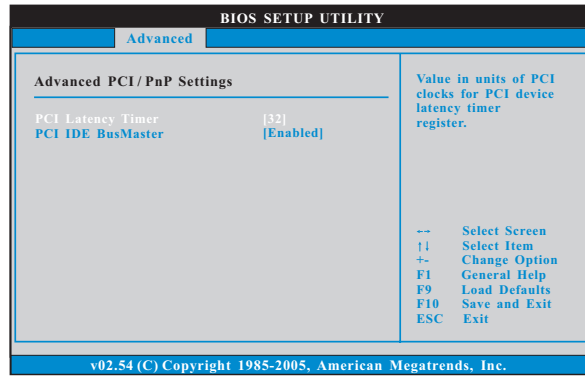 BIOS SETUP UTILITY
Advanced
Advanced PCI / PnP Settings
PCI Latency Timer [32]
PCI IDE BusMaster [Enabled]
Value in units of PCI
clocks for PCI device
latency timer
register.
←→ Select Screen
↑↓ Select Item
+- Change Option
F1 General Help
F9 Load Defaults
F10 Save and Exit
ESC Exit
v02.54 (C) Copyright 1985-2005, American Megatrends, Inc.